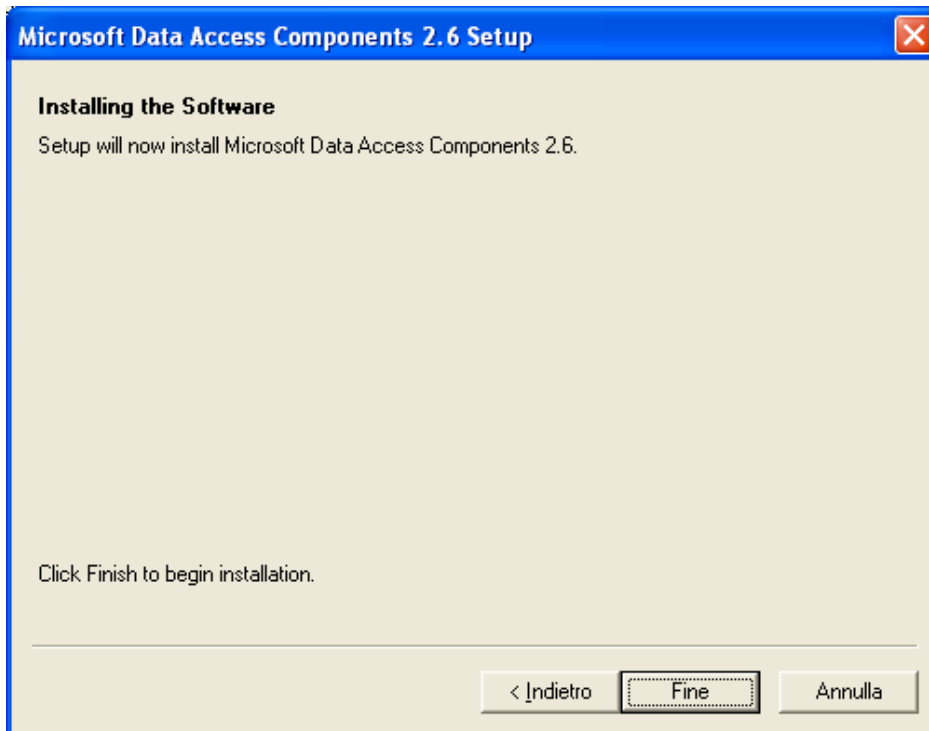 Microsoft Data Access Components 2.6 Setup
Installing the Software
Setup will now install Microsoft Data Access Components 2.6.
Click Finish to begin installation.
< Indietro Fine Annulla